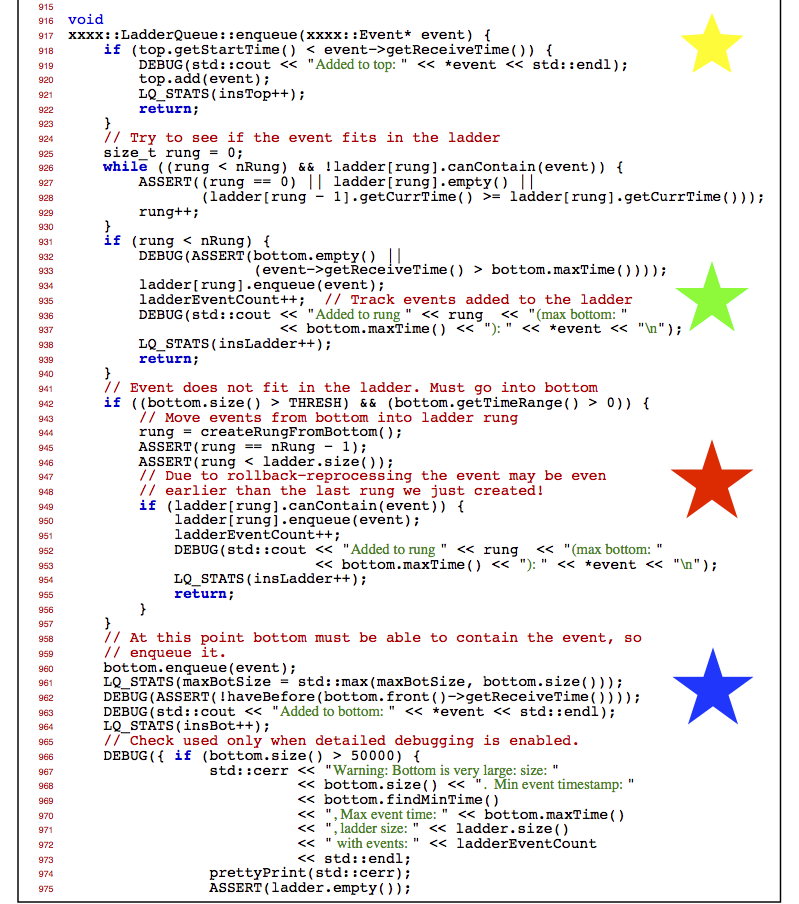 915
916 void
917 xxxx::LadderQueue::enqueue(xxxx::Event* event) {
918     if (top.getStartTime() < event->getReceiveTime()) {
919         DEBUG(std::cout << "Added to top: " << *event << std::endl);
920         top.add(event);
921         LQ_STATS(insTop++);
922         return;
923     }
924     // Try to see if the event fits in the ladder
925     size_t rung = 0;
926     while ((rung < nRung) && !ladder[rung].canContain(event)) {
927         ASSERT((rung == 0) || ladder[rung].empty() ||
928                (ladder[rung - 1].getCurrTime() >= ladder[rung].getCurrTime()));
929         rung++;
930     }
931     if (rung < nRung) {
932         DEBUG(ASSERT(bottom.empty() ||
933                      (event->getReceiveTime() > bottom.maxTime())));
934         ladder[rung].enqueue(event);
935         ladderEventCount++;  // Track events added to the ladder
936         DEBUG(std::cout << "Added to rung " << rung  << "(max bottom: "
937                         << bottom.maxTime() << "): " << *event << "\n");
938         LQ_STATS(insLadder++);
939         return;
940     }
941     // Event does not fit in the ladder. Must go into bottom
942     if ((bottom.size() > THRESH) && (bottom.getTimeRange() > 0)) {
943         // Move events from bottom into ladder rung
944         rung = createRungFromBottom();
945         ASSERT(rung == nRung - 1);
946         ASSERT(rung < ladder.size());
947         // Due to rollback-reprocessing the event may be even
948         // earlier than the last rung we just created!
949         if (ladder[rung].canContain(event)) {
950             ladder[rung].enqueue(event);
951             ladderEventCount++;
952             DEBUG(std::cout << "Added to rung " << rung  << "(max bottom: "
953                             << bottom.maxTime() << "): " << *event << "\n");
954             LQ_STATS(insLadder++);
955             return;
956         }
957     }
958     // At this point bottom must be able to contain the event, so
959     // enqueue it.
960     bottom.enqueue(event);
961     LQ_STATS(maxBotSize = std::max(maxBotSize, bottom.size()));
962     DEBUG(ASSERT(!haveBefore(bottom.front()->getReceiveTime())));
963     DEBUG(std::cout << "Added to bottom: " << *event << std::endl);
964     LQ_STATS(insBot++);
965     // Check used only when detailed debugging is enabled.
966     DEBUG({ if (bottom.size() > 50000) {
967                 std::cerr << "Warning: Bottom is very large: size: "
968                           << bottom.size() << ".  Min event timestamp: "
969                           << bottom.findMinTime()
970                           << ", Max event time: " << bottom.maxTime()
971                           << ", ladder size: " << ladder.size()
972                           << " with events: " << ladderEventCount
973                           << std::endl;
974                 prettyPrint(std::cerr);
975                 ASSERT(ladder.empty());